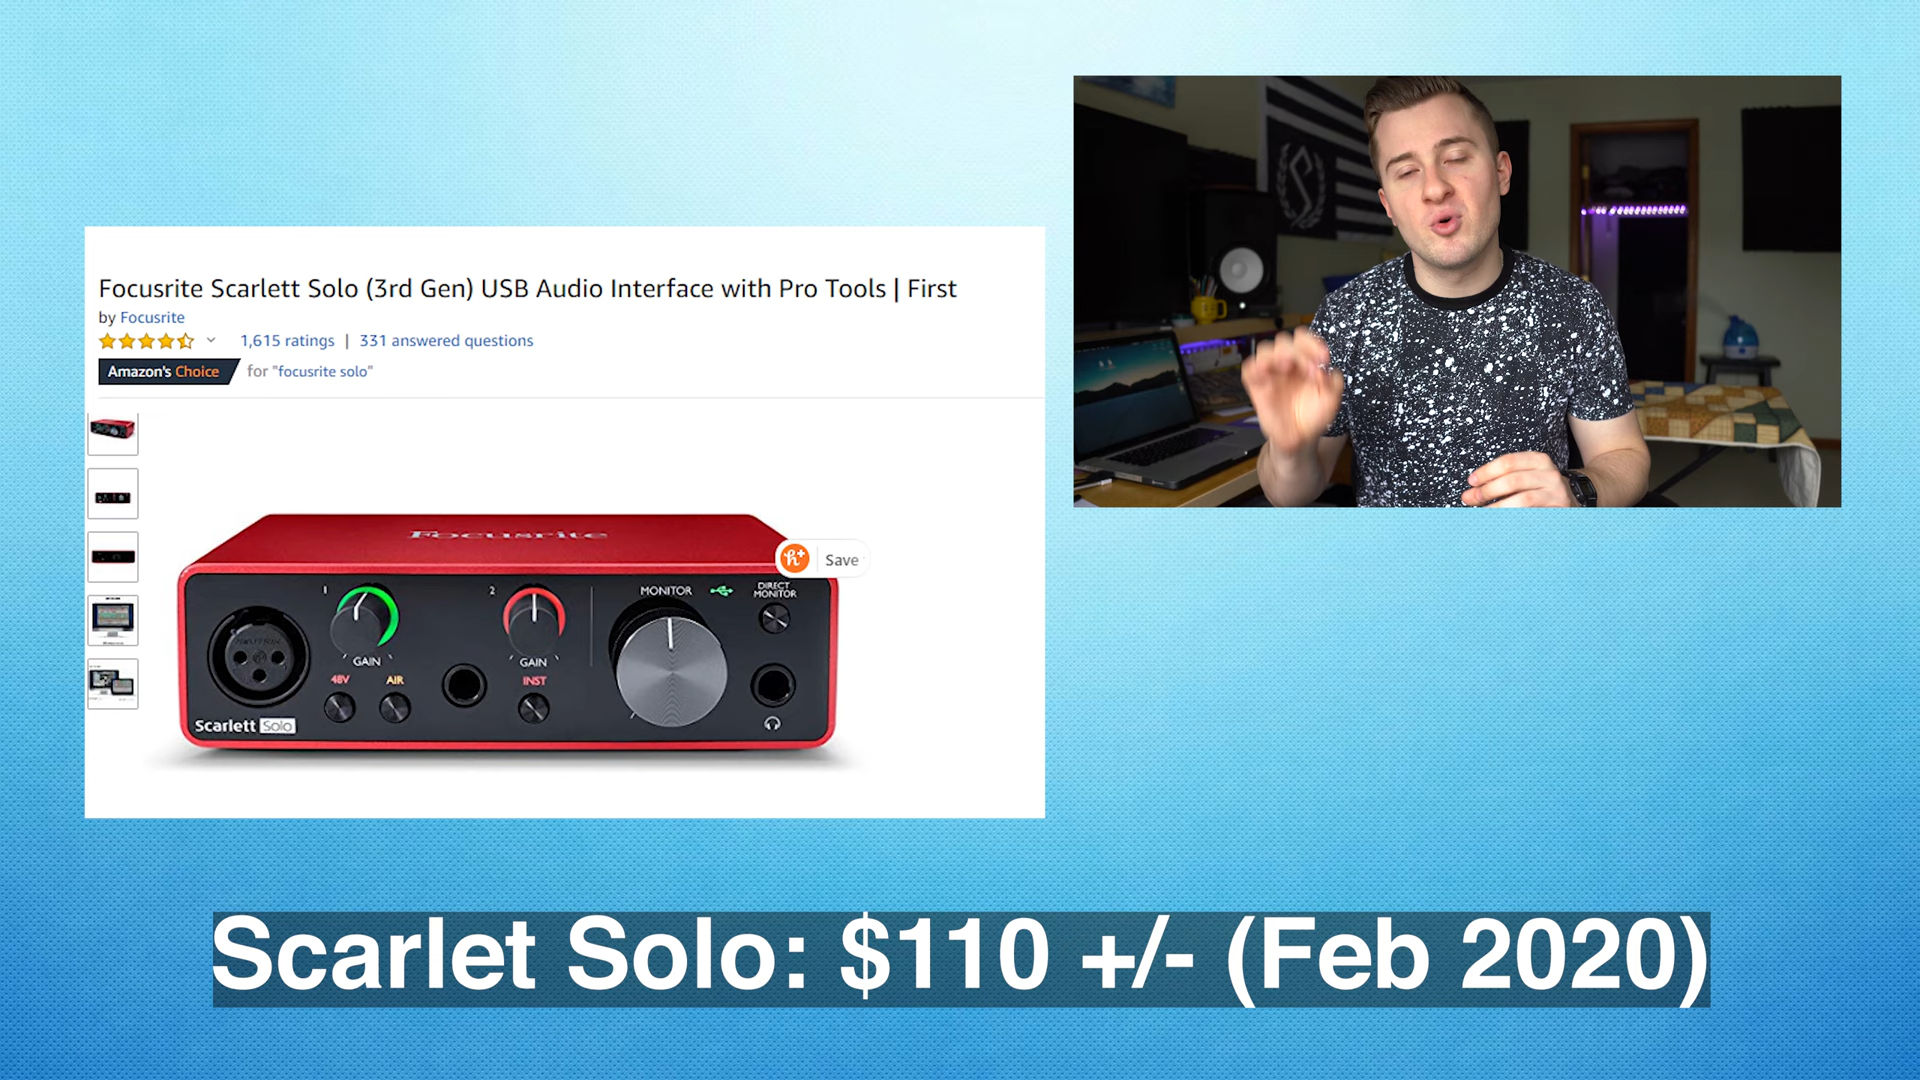 Focusrite Scarlett Solo (3rd Gen) USB Audio Interface with Pro Tools | First
by Focusrite
1,615 ratings | 331 answered questions
Amazon's Choice for "focusrite solo"
Focusrite
h+ Save
1 2 MONITOR DIRECT MONITOR
GAIN GAIN
48V AIR INST
Scarlett Solo
Scarlet Solo: $110 +/- (Feb 2020)